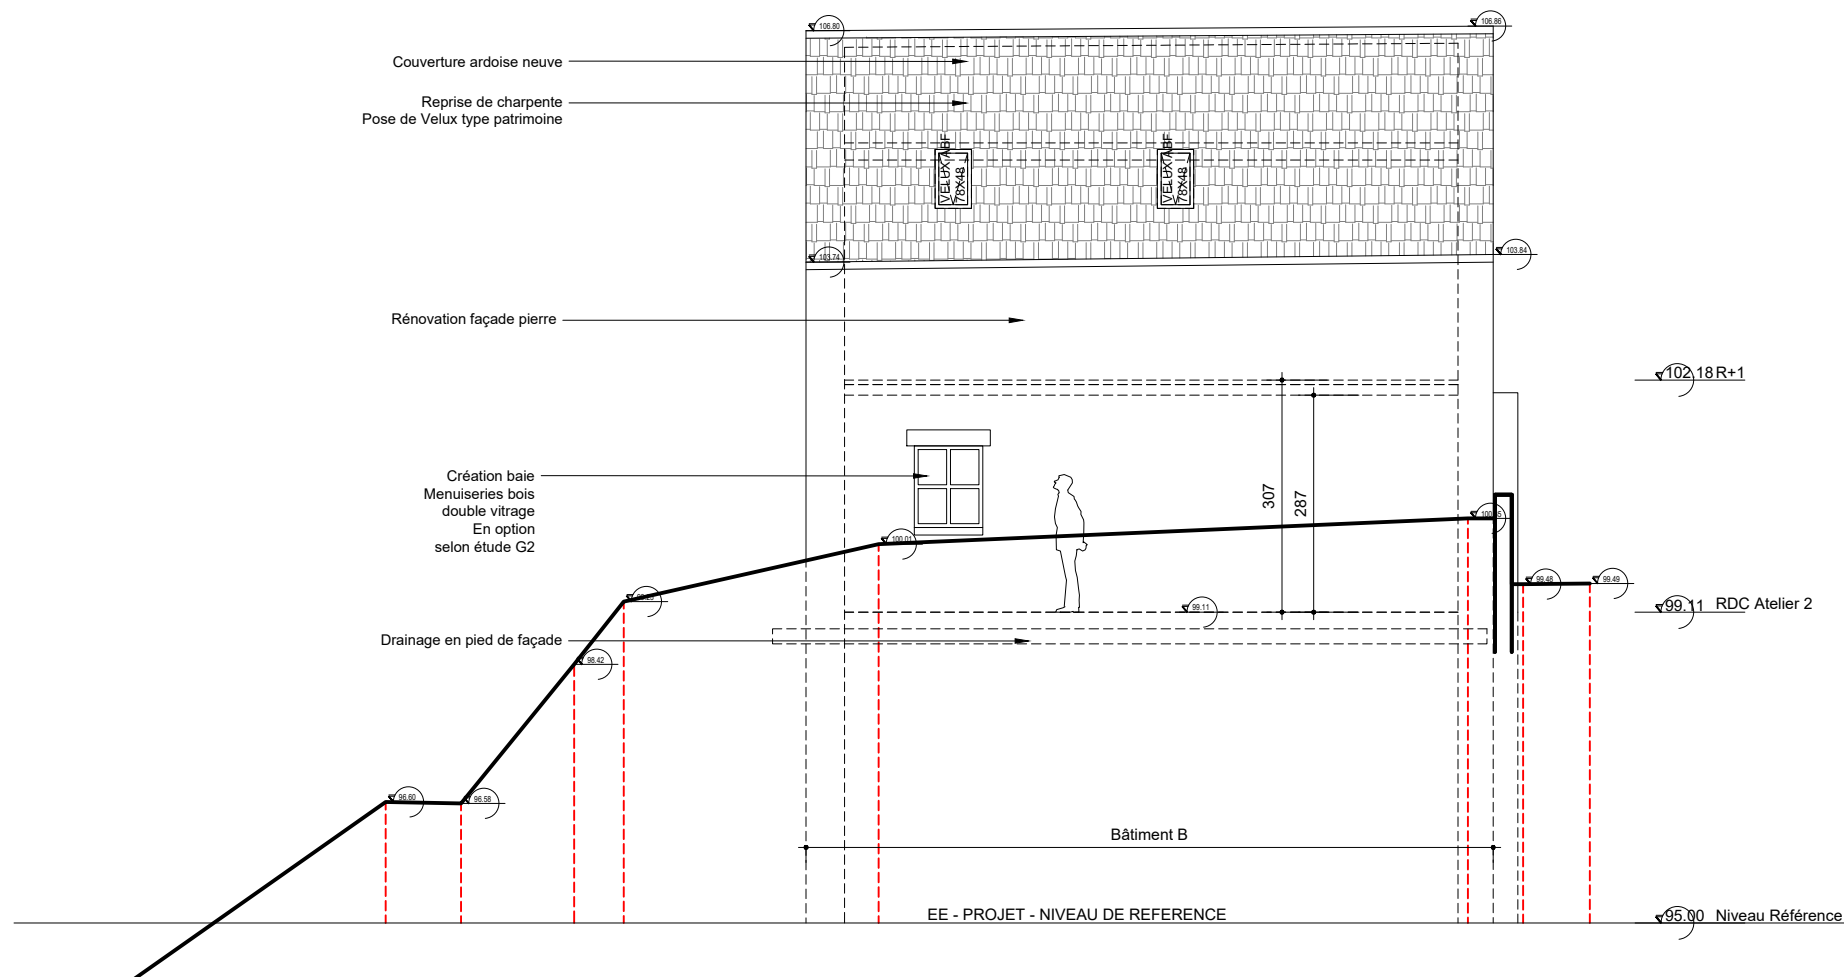 106.80
106.86
Couverture ardoise neuve
Reprise de charpente
Pose de Velux type patrimoine
VELUX ABF
78X48
VELUX ABF
78X48
103.74
103.84
Rénovation façade pierre
102.18 R+1
Création baie
Menuiseries bois
double vitrage
En option
selon étude G2
307
287
100.01
99.48
99.49
99.11
99.11 RDC Atelier 2
Drainage en pied de façade
98.42
96.60
96.58
Bâtiment B
EE - PROJET - NIVEAU DE REFERENCE
95.00 Niveau Référence